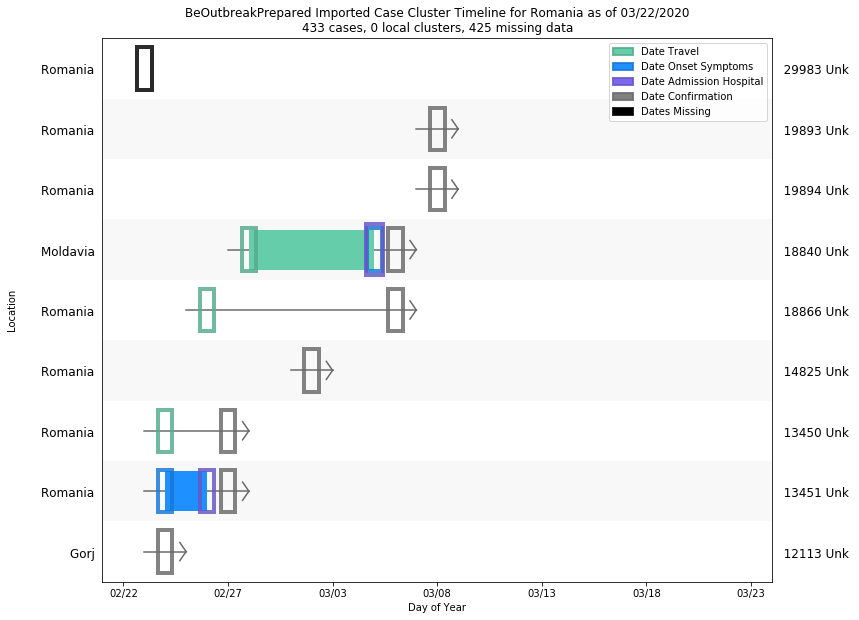 BeOutbreakPrepared Imported Case Cluster Timeline for Romania as of 03/22/2020
433 cases, 0 local clusters, 425 missing data
Date Travel
Date Onset Symptoms
Date Admission Hospital
Date Confirmation
Dates Missing
Romania 29983 Unk
Romania 19893 Unk
Romania 19894 Unk
Moldavia 18840 Unk
Romania 18866 Unk
Romania 14825 Unk
Romania 13450 Unk
Romania 13451 Unk
Gorj 12113 Unk
Location
02/22 02/27 03/03 03/08 03/13 03/18 03/23
Day of Year